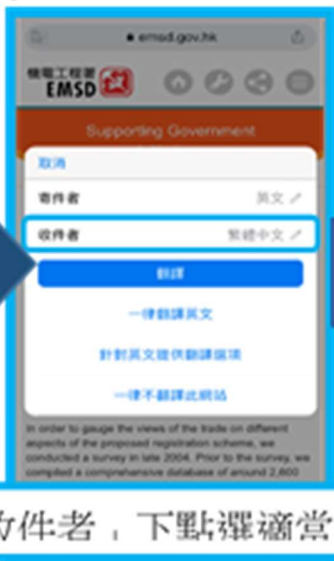 emsd.gov.hk
機電工程署
EMSD
Supporting Government
取消
寄件者 英文
收件者 繁體中文
翻譯
一律翻譯英文
針對英文提供翻譯選項
一律不翻譯此網站
In order to gauge the views of the trade on different
aspects of the proposed registration scheme, we
conducted a survey in late 2004. Prior to the survey, we
compiled a comprehensive database of around 2,600
收件者」下點選適當